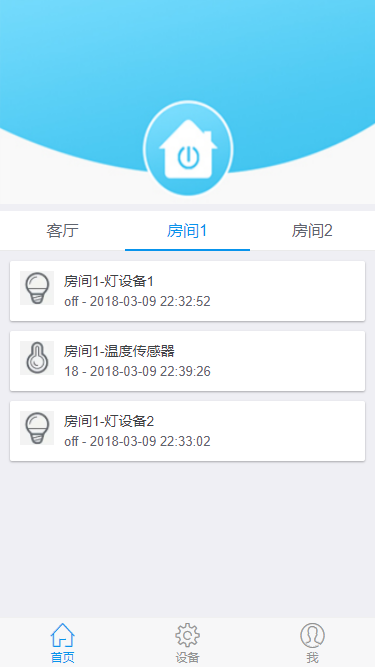 客厅 房间1 房间2
房间1-灯设备1
off - 2018-03-09 22:32:52
房间1-温度传感器
18 - 2018-03-09 22:39:26
房间1-灯设备2
off - 2018-03-09 22:33:02
首页 设备 我